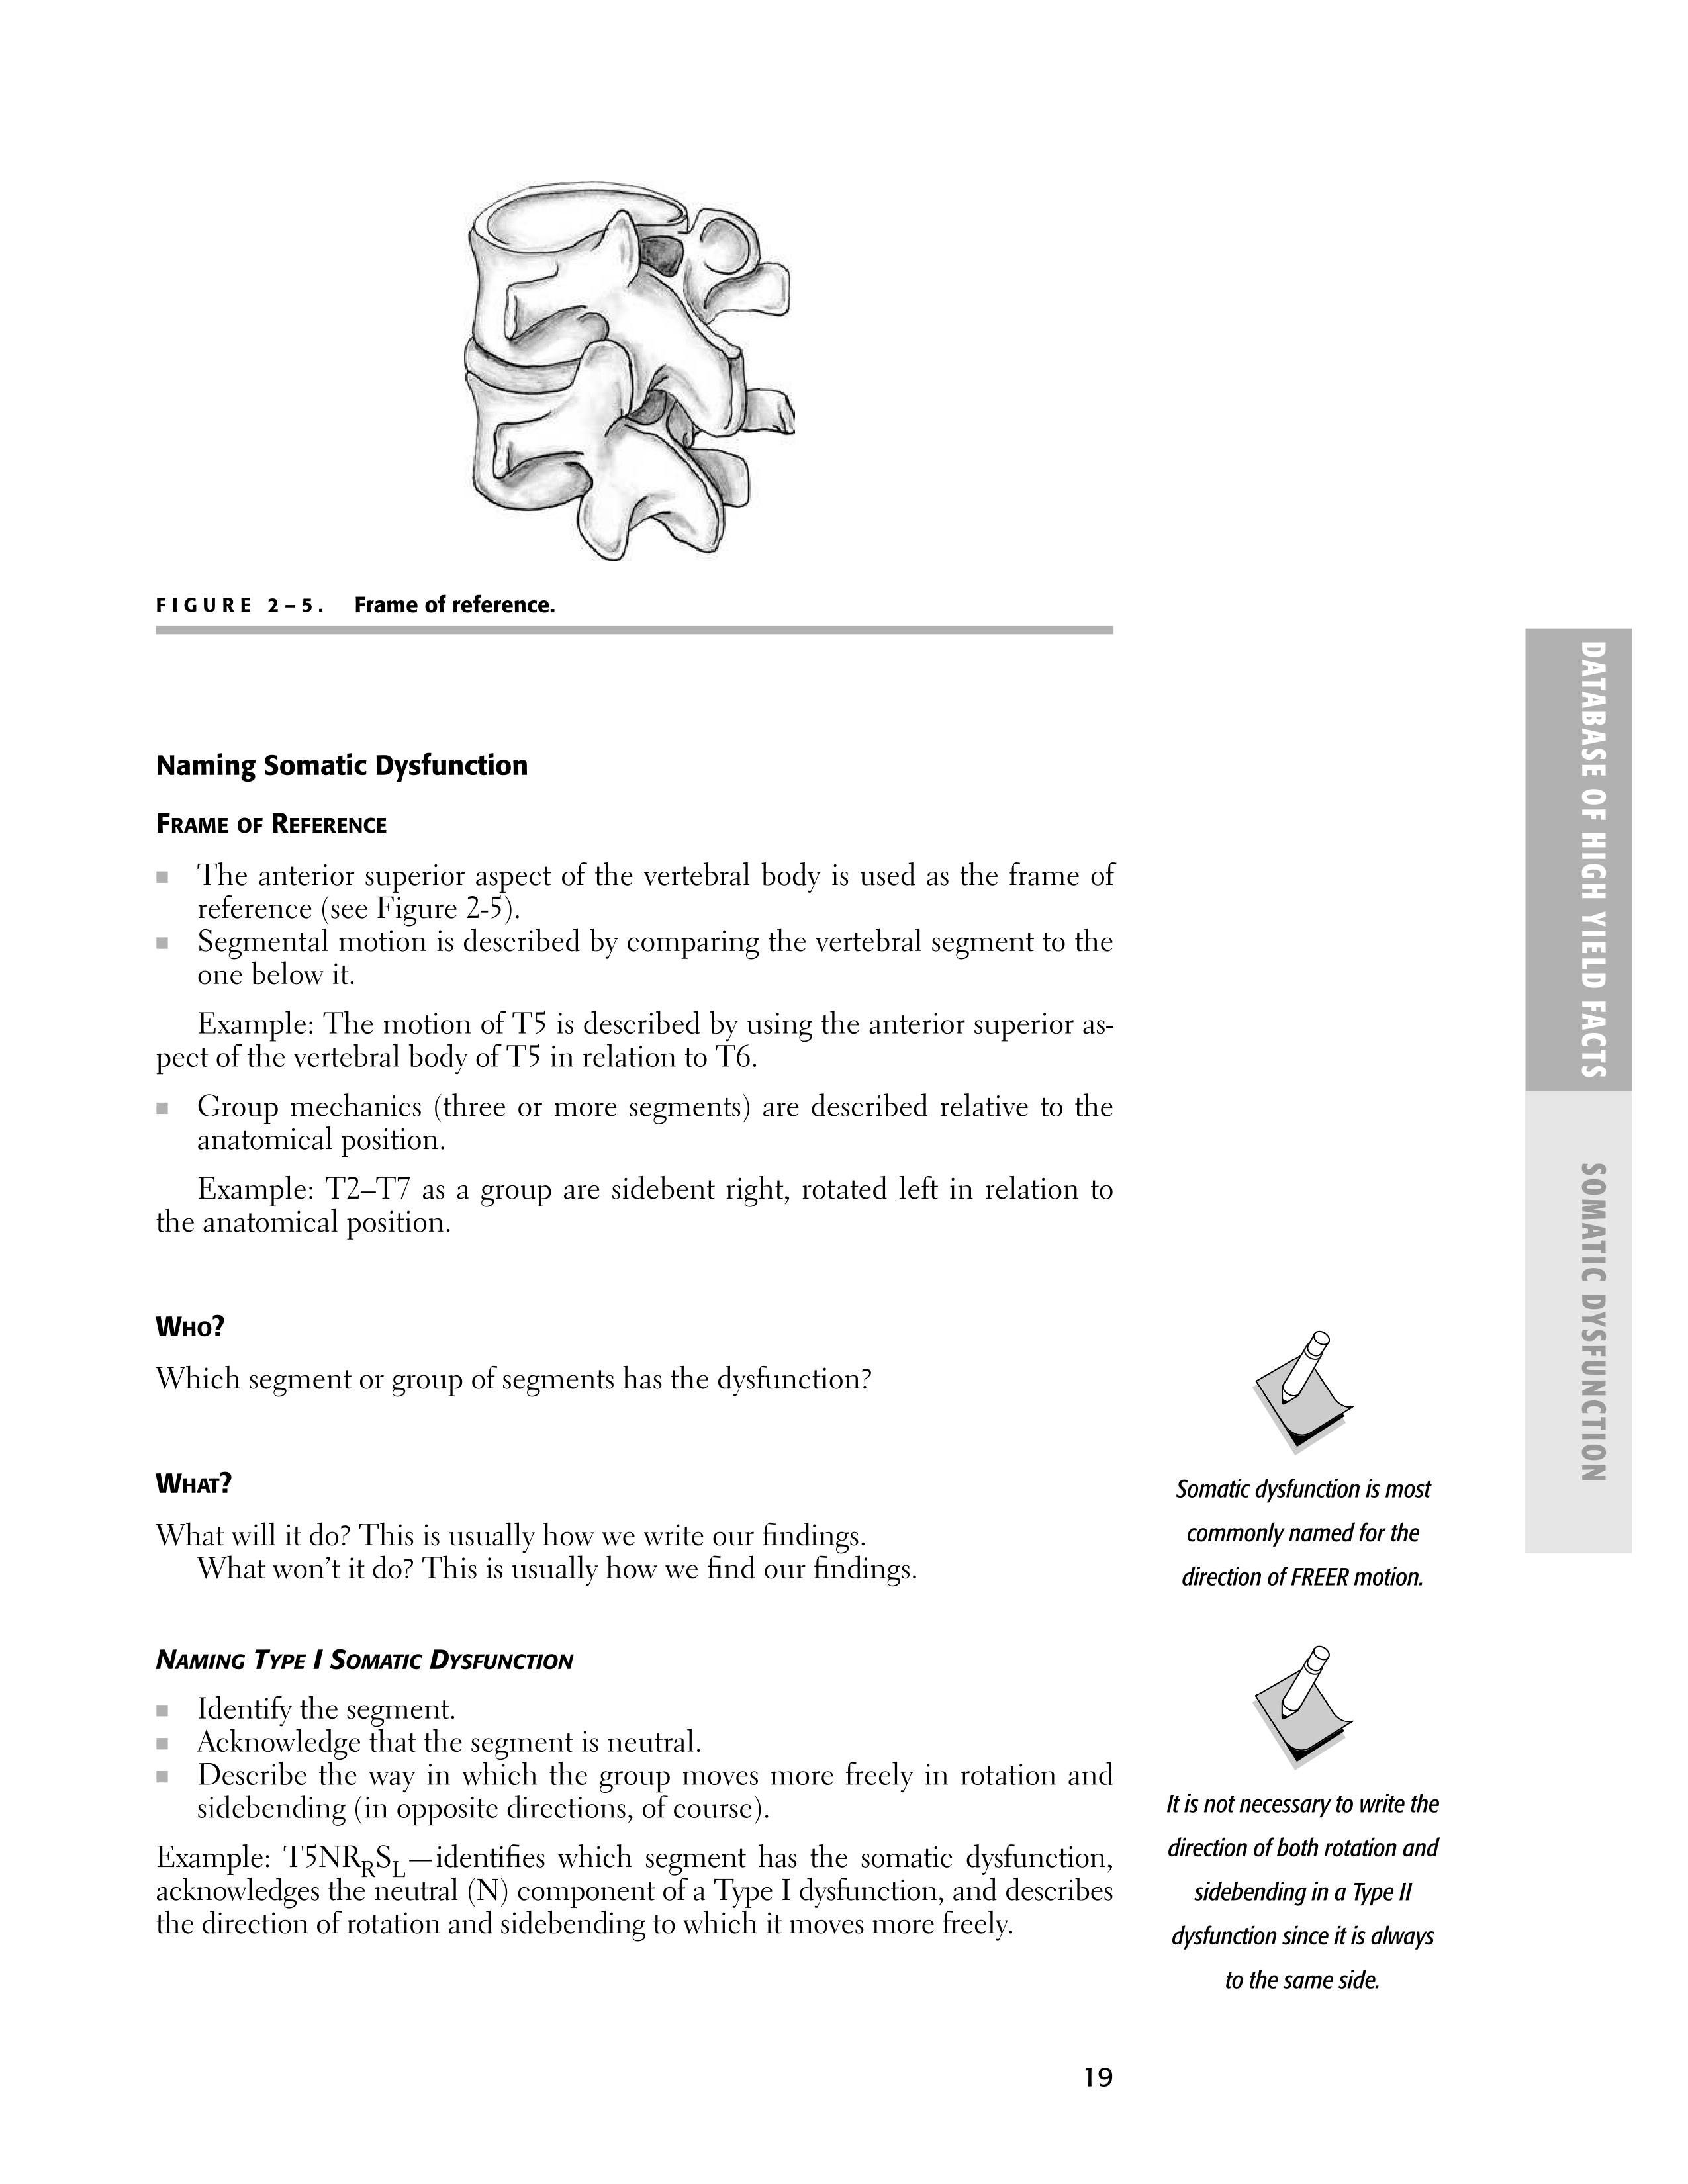 FIGURE 2–5. Frame of reference.
Naming Somatic Dysfunction
FRAME OF REFERENCE
■ The anterior superior aspect of the vertebral body is used as the frame of
reference (see Figure 2-5).
■ Segmental motion is described by comparing the vertebral segment to the
one below it.
Example: The motion of T5 is described by using the anterior superior as-
pect of the vertebral body of T5 in relation to T6.
■ Group mechanics (three or more segments) are described relative to the
anatomical position.
Example: T2–T7 as a group are sidebent right, rotated left in relation to
the anatomical position.
WHO?
Which segment or group of segments has the dysfunction?
WHAT?
What will it do? This is usually how we write our findings.
What won't it do? This is usually how we find our findings.
NAMING TYPE I SOMATIC DYSFUNCTION
■ Identify the segment.
■ Acknowledge that the segment is neutral.
■ Describe the way in which the group moves more freely in rotation and
sidebending (in opposite directions, of course).
Example: T5NR_RS_L—identifies which segment has the somatic dysfunction,
acknowledges the neutral (N) component of a Type I dysfunction, and describes
the direction of rotation and sidebending to which it moves more freely.
Somatic dysfunction is most
commonly named for the
direction of FREER motion.
It is not necessary to write the
direction of both rotation and
sidebending in a Type II
dysfunction since it is always
to the same side.
DATABASE OF HIGH YIELD FACTS
SOMATIC DYSFUNCTION
19